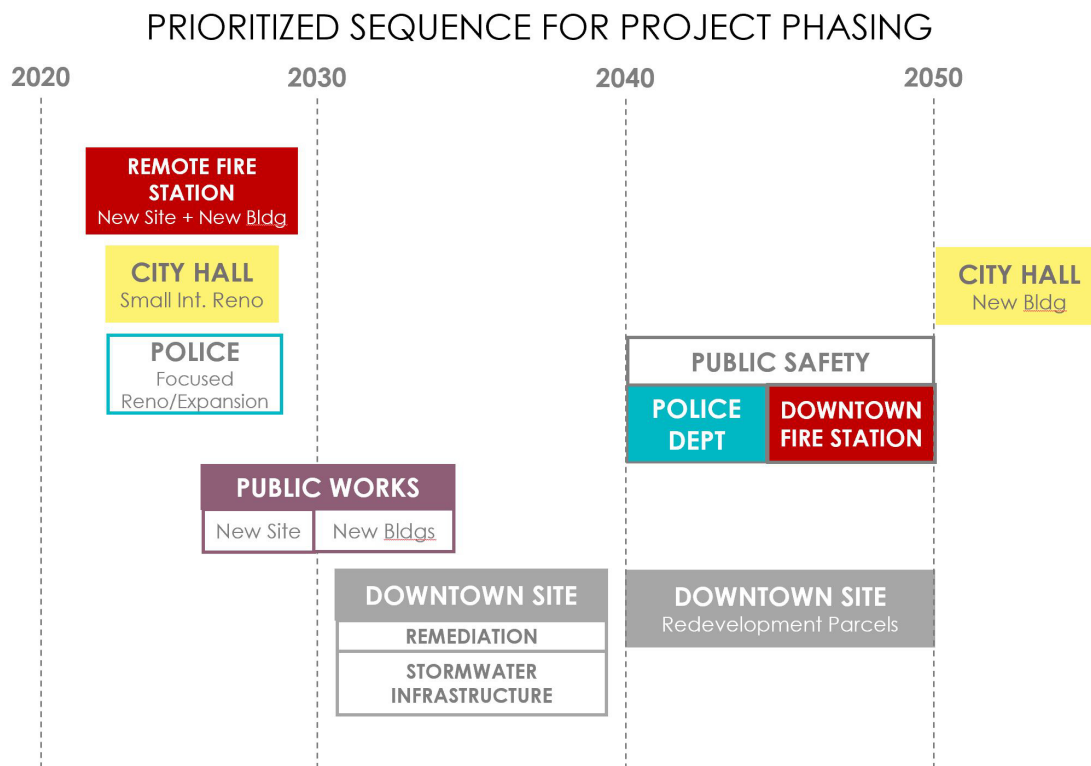 PRIORITIZED SEQUENCE FOR PROJECT PHASING
2020
2030
2040
2050
REMOTE FIRE
STATION
New Site + New Bldg
CITY HALL
Small Int. Reno
CITY HALL
New Bldg
POLICE
Focused
Reno/Expansion
PUBLIC SAFETY
POLICE
DEPT
DOWNTOWN
FIRE STATION
PUBLIC WORKS
New Site
New Bldgs
DOWNTOWN SITE
REMEDIATION
STORMWATER
INFRASTRUCTURE
DOWNTOWN SITE
Redevelopment Parcels